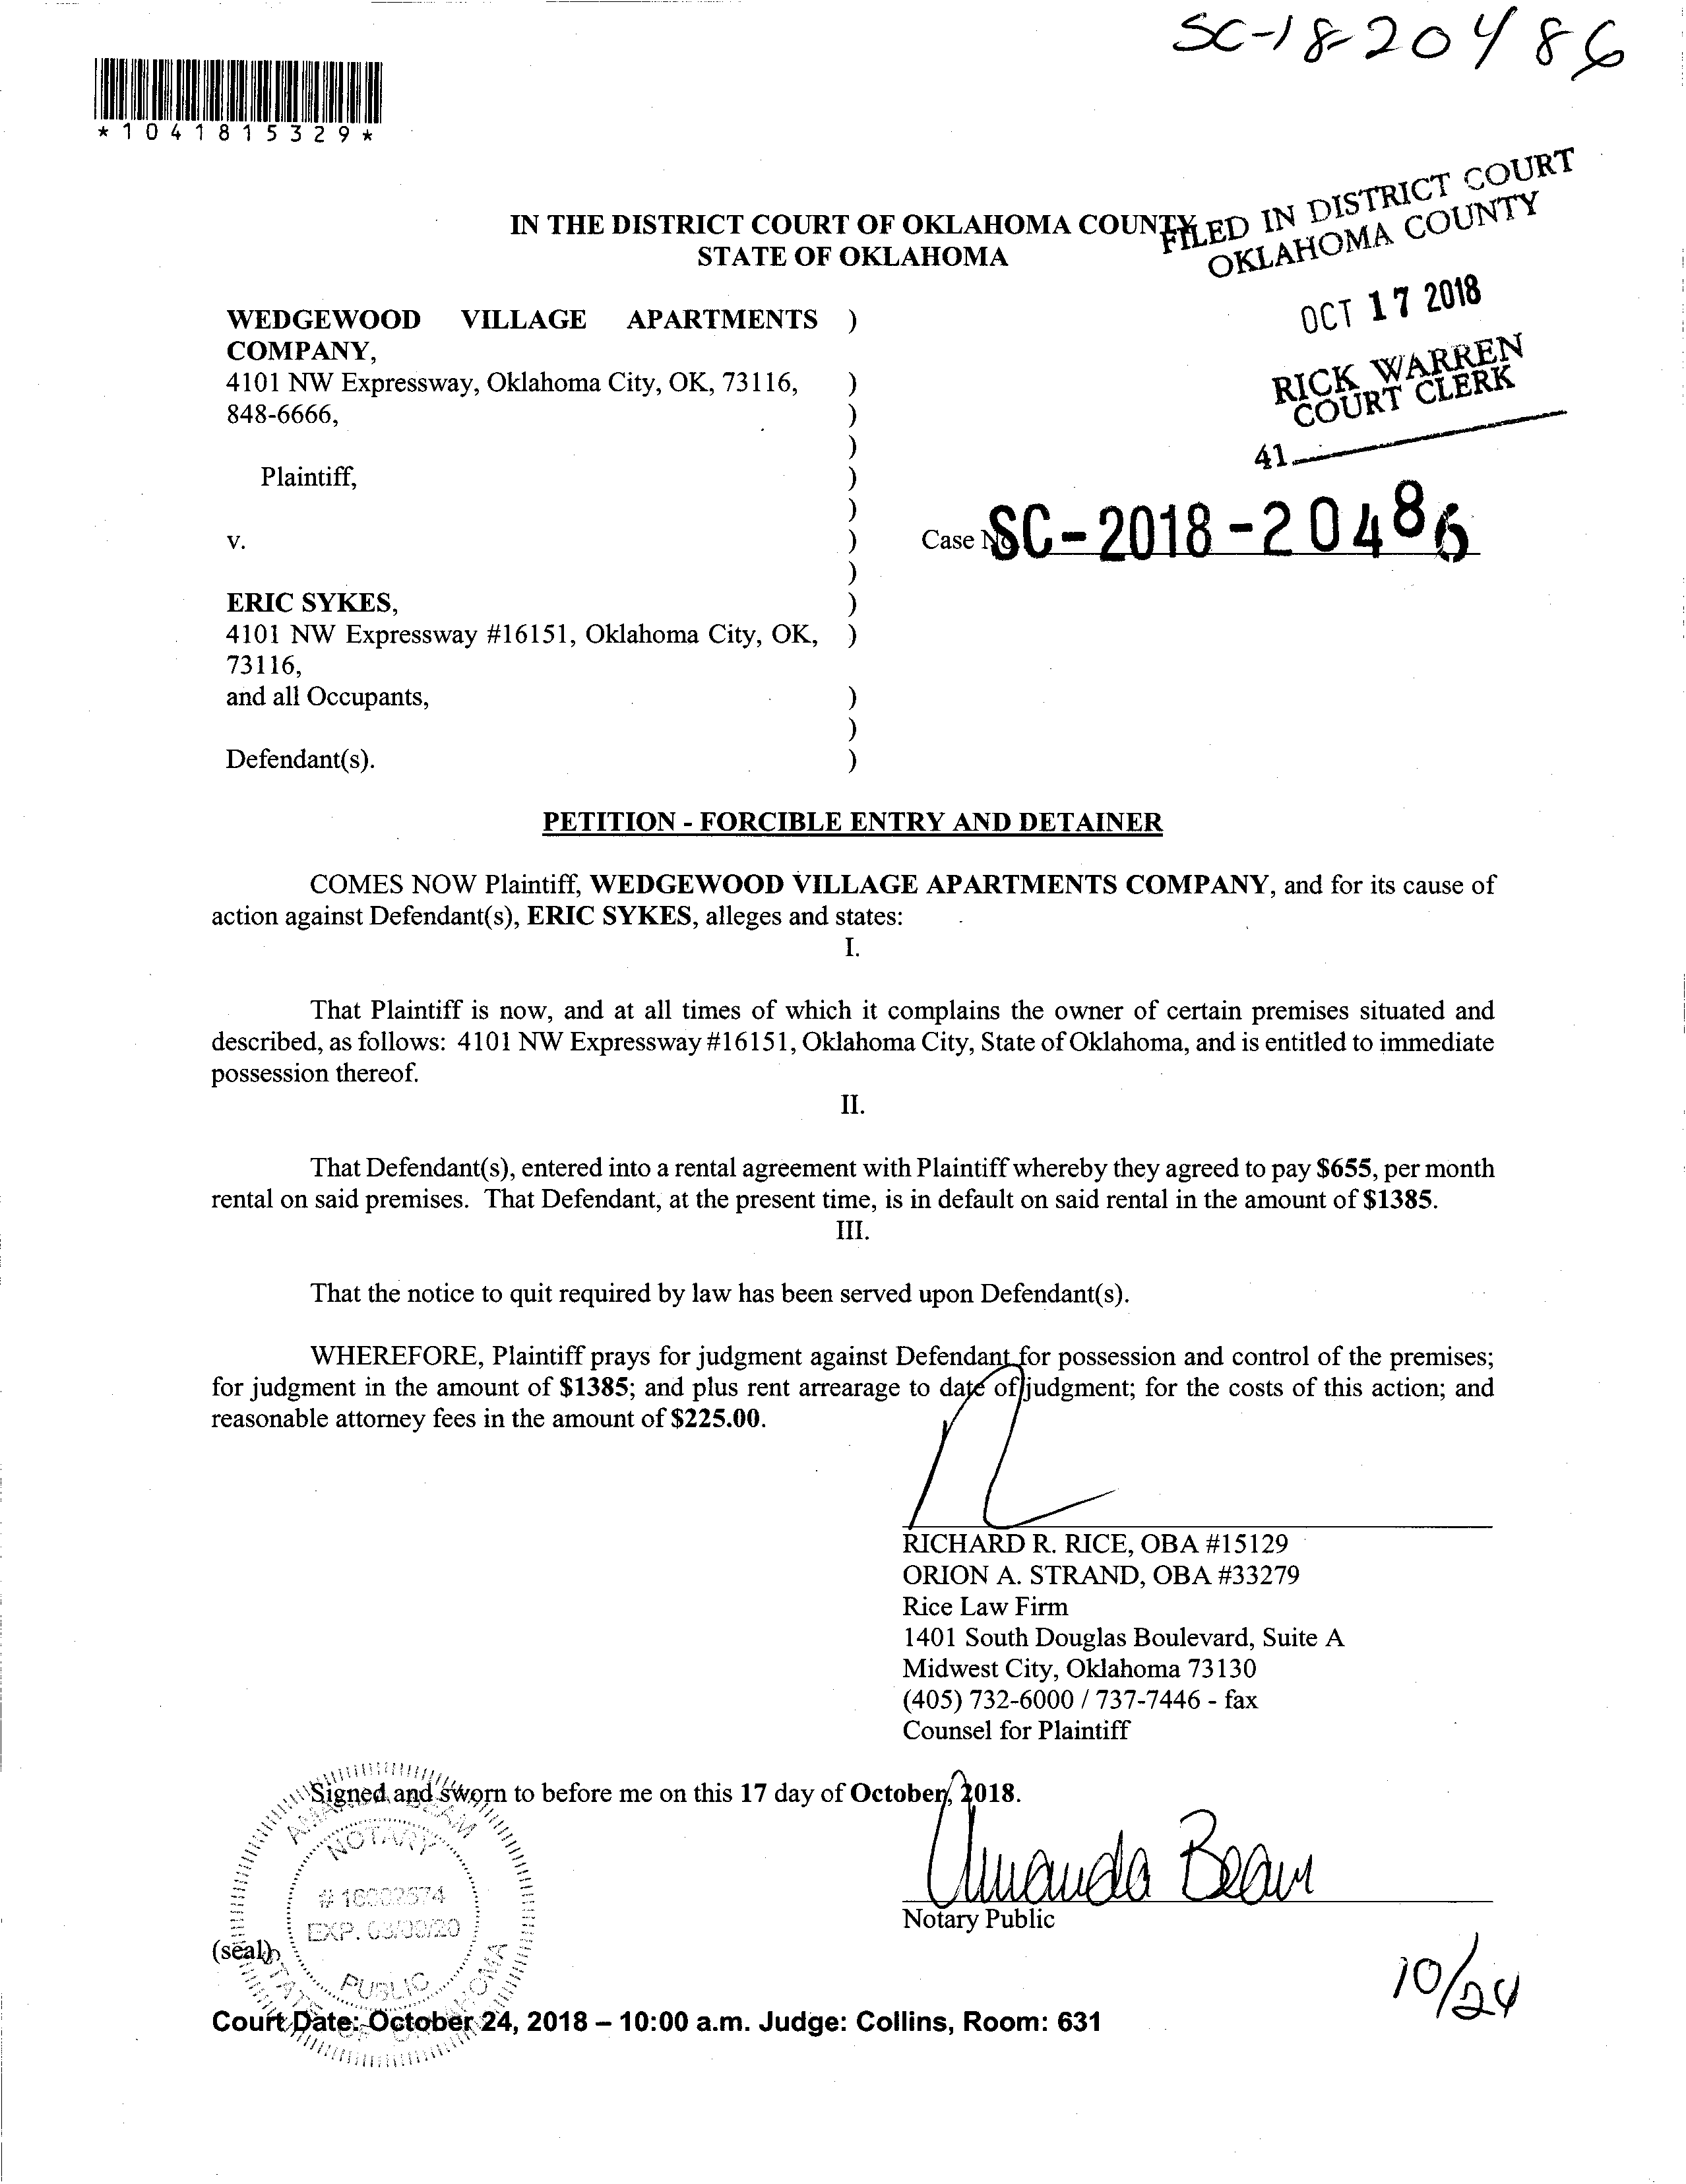 SC-18-20486
*1041815329*
FILED IN DISTRICT COURT
OKLAHOMA COUNTY
IN THE DISTRICT COURT OF OKLAHOMA COUNTY
STATE OF OKLAHOMA
OCT 17 2018
RICK WARREN
COURT CLERK
41
WEDGEWOOD VILLAGE APARTMENTS )
COMPANY,
4101 NW Expressway, Oklahoma City, OK, 73116, )
848-6666, )
)
Plaintiff, )
)
v. ) Case No SC-2018-20486
)
ERIC SYKES, )
4101 NW Expressway #16151, Oklahoma City, OK, )
73116,
and all Occupants, )
)
Defendant(s). )
PETITION - FORCIBLE ENTRY AND DETAINER
COMES NOW Plaintiff, WEDGEWOOD VILLAGE APARTMENTS COMPANY, and for its cause of
action against Defendant(s), ERIC SYKES, alleges and states:
I.
That Plaintiff is now, and at all times of which it complains the owner of certain premises situated and
described, as follows: 4101 NW Expressway #16151, Oklahoma City, State of Oklahoma, and is entitled to immediate
possession thereof.
II.
That Defendant(s), entered into a rental agreement with Plaintiff whereby they agreed to pay $655, per month
rental on said premises. That Defendant, at the present time, is in default on said rental in the amount of $1385.
III.
That the notice to quit required by law has been served upon Defendant(s).
WHEREFORE, Plaintiff prays for judgment against Defendant for possession and control of the premises;
for judgment in the amount of $1385; and plus rent arrearage to date of judgment; for the costs of this action; and
reasonable attorney fees in the amount of $225.00.
RICHARD R. RICE, OBA #15129
ORION A. STRAND, OBA #33279
Rice Law Firm
1401 South Douglas Boulevard, Suite A
Midwest City, Oklahoma 73130
(405) 732-6000 / 737-7446 - fax
Counsel for Plaintiff
Signed and sworn to before me on this 17 day of October, 2018.
AMANDA BEAM
NOTARY
EXP.
PUBLIC
STATE OF OKLAHOMA
Amanda Beam
Notary Public
(seal)
10/24
Court Date: October 24, 2018 – 10:00 a.m. Judge: Collins, Room: 631